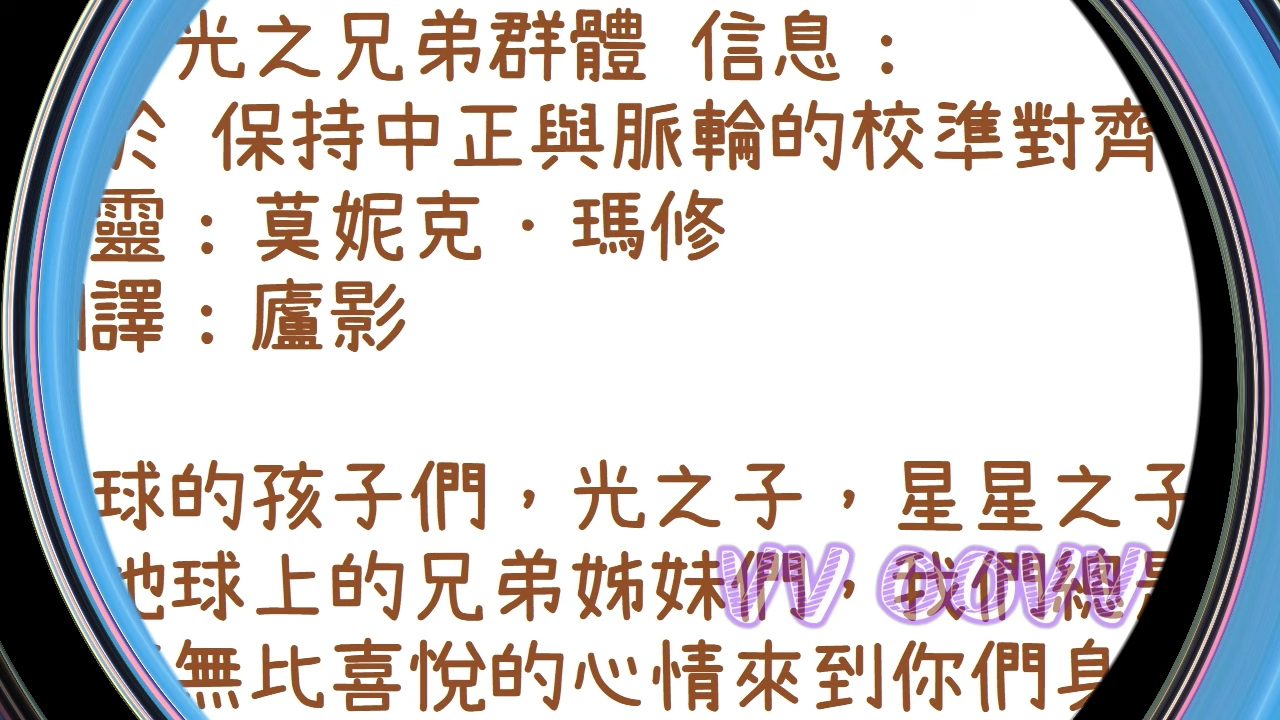 光之兄弟群體 信息：
於 保持中正與脈輪的校準對齊
靈：莫妮克·瑪修
譯：廬影
球的孩子們，光之子，星星之子
地球上的兄弟姊妹們，我們總是
無比喜悅的心情來到你們身